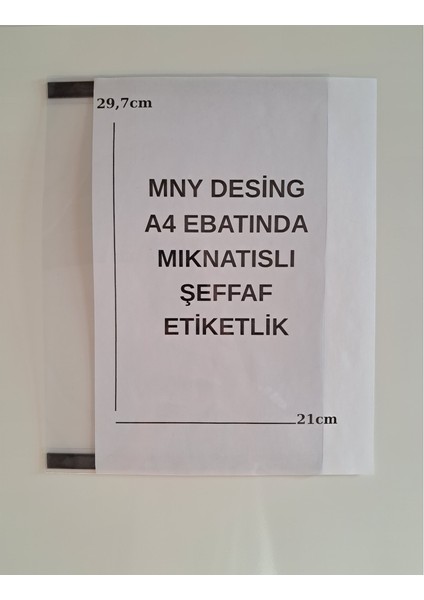 29,7cm
MNY DESİNG
A4 EBATINDA
MIKNATISLI
ŞEFFAF
ETİKETLİK
21cm